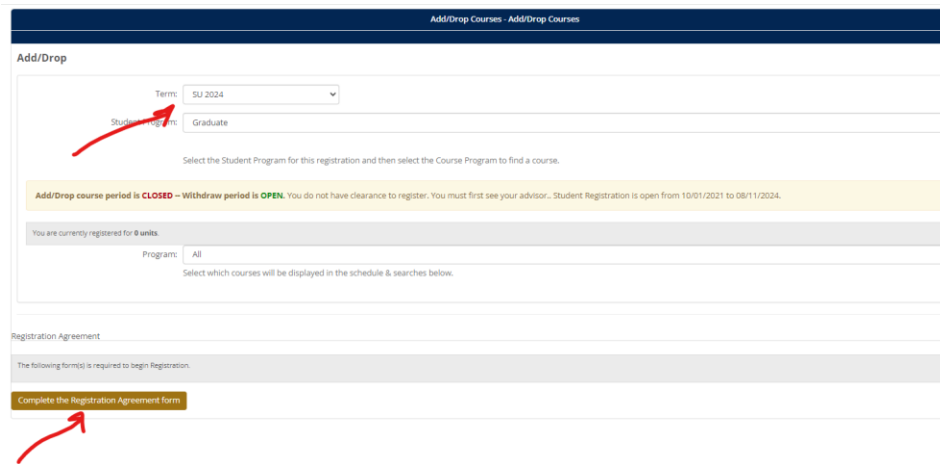 Add/Drop Courses - Add/Drop Courses
Add/Drop
Term: SU 2024
Student Program: Graduate
Select the Student Program for this registration and then select the Course Program to find a course.
Add/Drop course period is CLOSED -- Withdraw period is OPEN. You do not have clearance to register. You must first see your advisor.. Student Registration is open from 10/01/2021 to 08/11/2024.
You are currently registered for 0 units.
Program: All
Select which courses will be displayed in the schedule & searches below.
Registration Agreement
The following form(s) is required to begin Registration.
Complete the Registration Agreement form